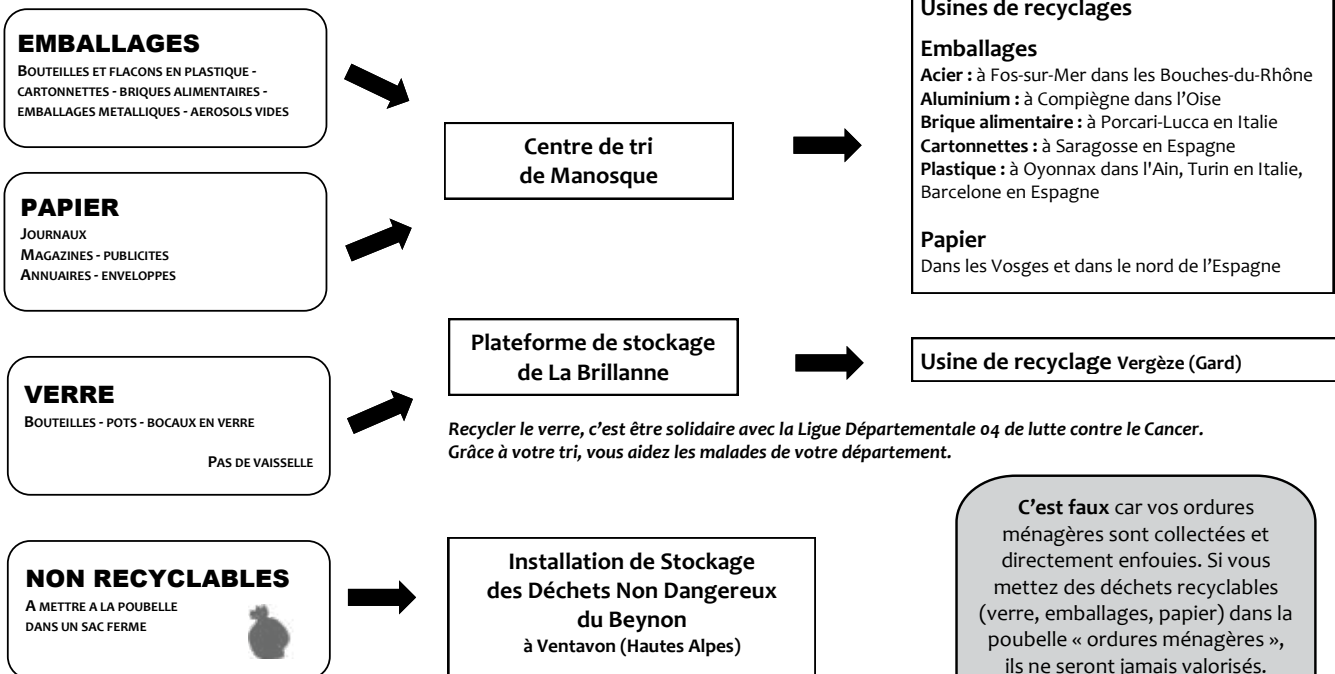 EMBALLAGES
BOUTEILLES ET FLACONS EN PLASTIQUE -
CARTONNETTES - BRIQUES ALIMENTAIRES -
EMBALLAGES METALLIQUES - AEROSOLS VIDES
PAPIER
JOURNAUX
MAGAZINES - PUBLICITES
ANNUAIRES - ENVELOPPES
Centre de tri
de Manosque
Usines de recyclages
Emballages
Acier : à Fos-sur-Mer dans les Bouches-du-Rhône
Aluminium : à Compiègne dans l'Oise
Brique alimentaire : à Porcari-Lucca en Italie
Cartonnettes : à Saragosse en Espagne
Plastique : à Oyonnax dans l'Ain, Turin en Italie,
Barcelone en Espagne
Papier
Dans les Vosges et dans le nord de l'Espagne
VERRE
BOUTEILLES - POTS - BOCAUX EN VERRE
PAS DE VAISSELLE
Plateforme de stockage
de La Brillanne
Usine de recyclage Vergèze (Gard)
Recycler le verre, c'est être solidaire avec la Ligue Départementale 04 de lutte contre le Cancer.
Grâce à votre tri, vous aidez les malades de votre département.
NON RECYCLABLES
A METTRE A LA POUBELLE
DANS UN SAC FERME
Installation de Stockage
des Déchets Non Dangereux
du Beynon
à Ventavon (Hautes Alpes)
C'est faux car vos ordures
ménagères sont collectées et
directement enfouies. Si vous
mettez des déchets recyclables
(verre, emballages, papier) dans la
poubelle « ordures ménagères »,
ils ne seront jamais valorisés.